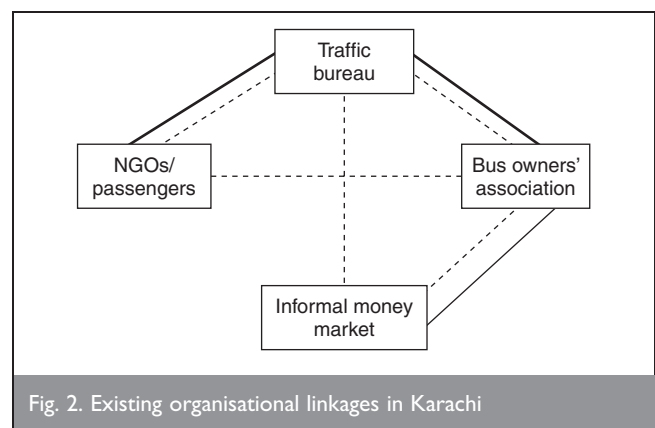 Traffic
bureau
NGOs/
passengers
Bus owners’
association
Informal money
market
Fig. 2. Existing organisational linkages in Karachi